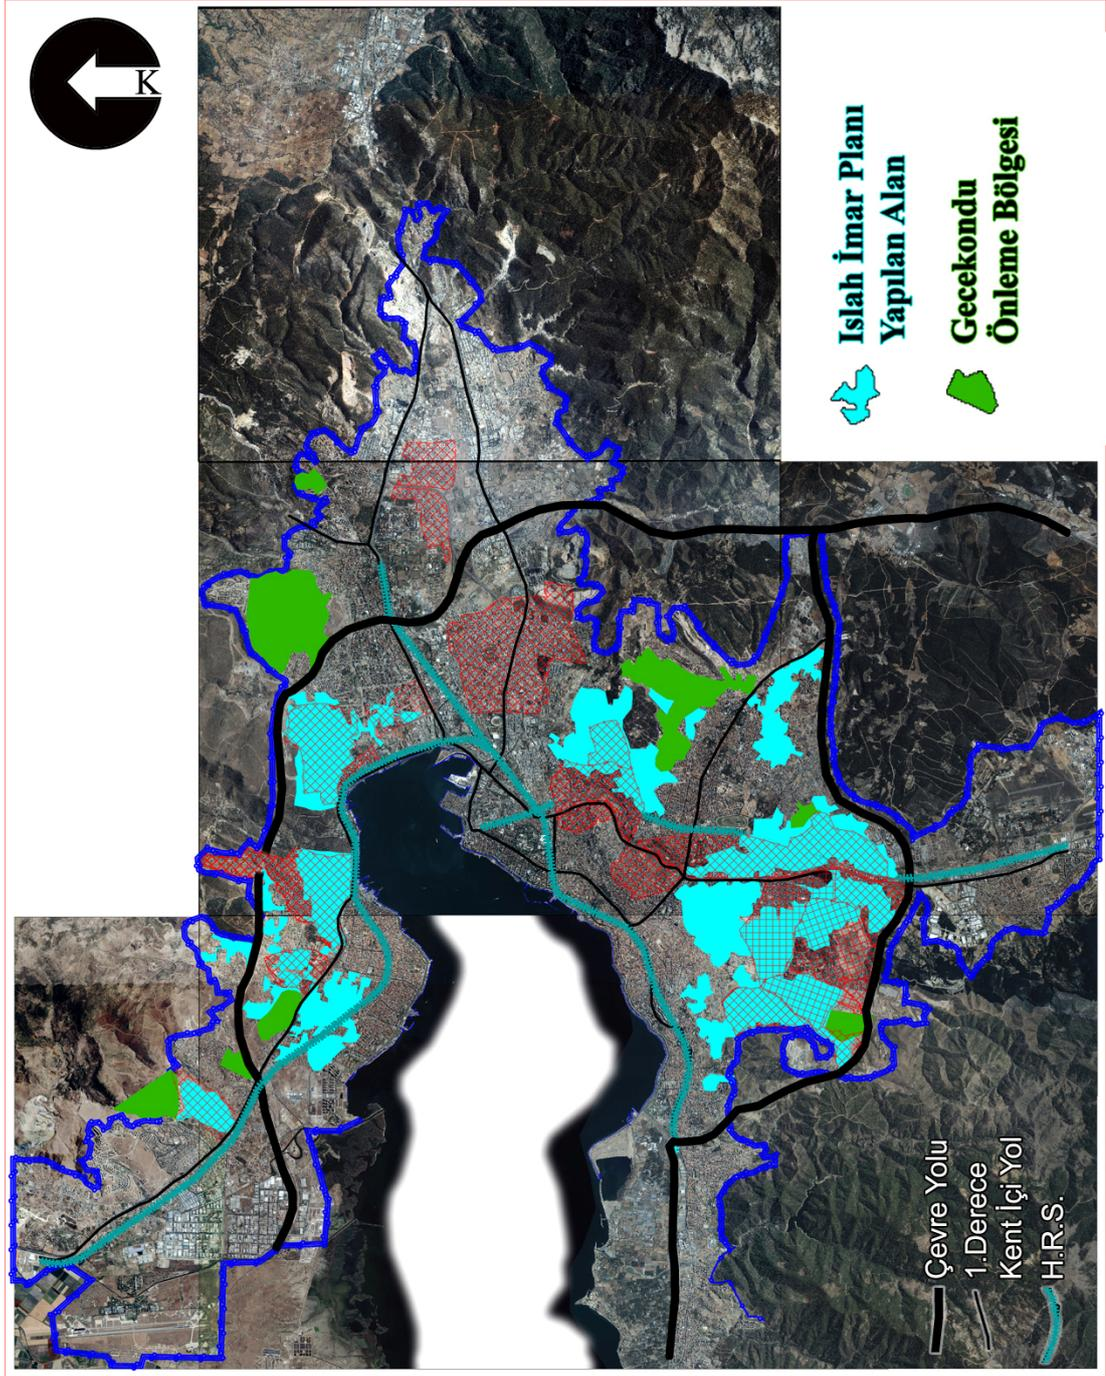 K
Islah İmar Planı
Yapılan Alan
Gecekondu
Önleme Bölgesi
Çevre Yolu
1.Derece
Kent İçi Yol
H.R.S.